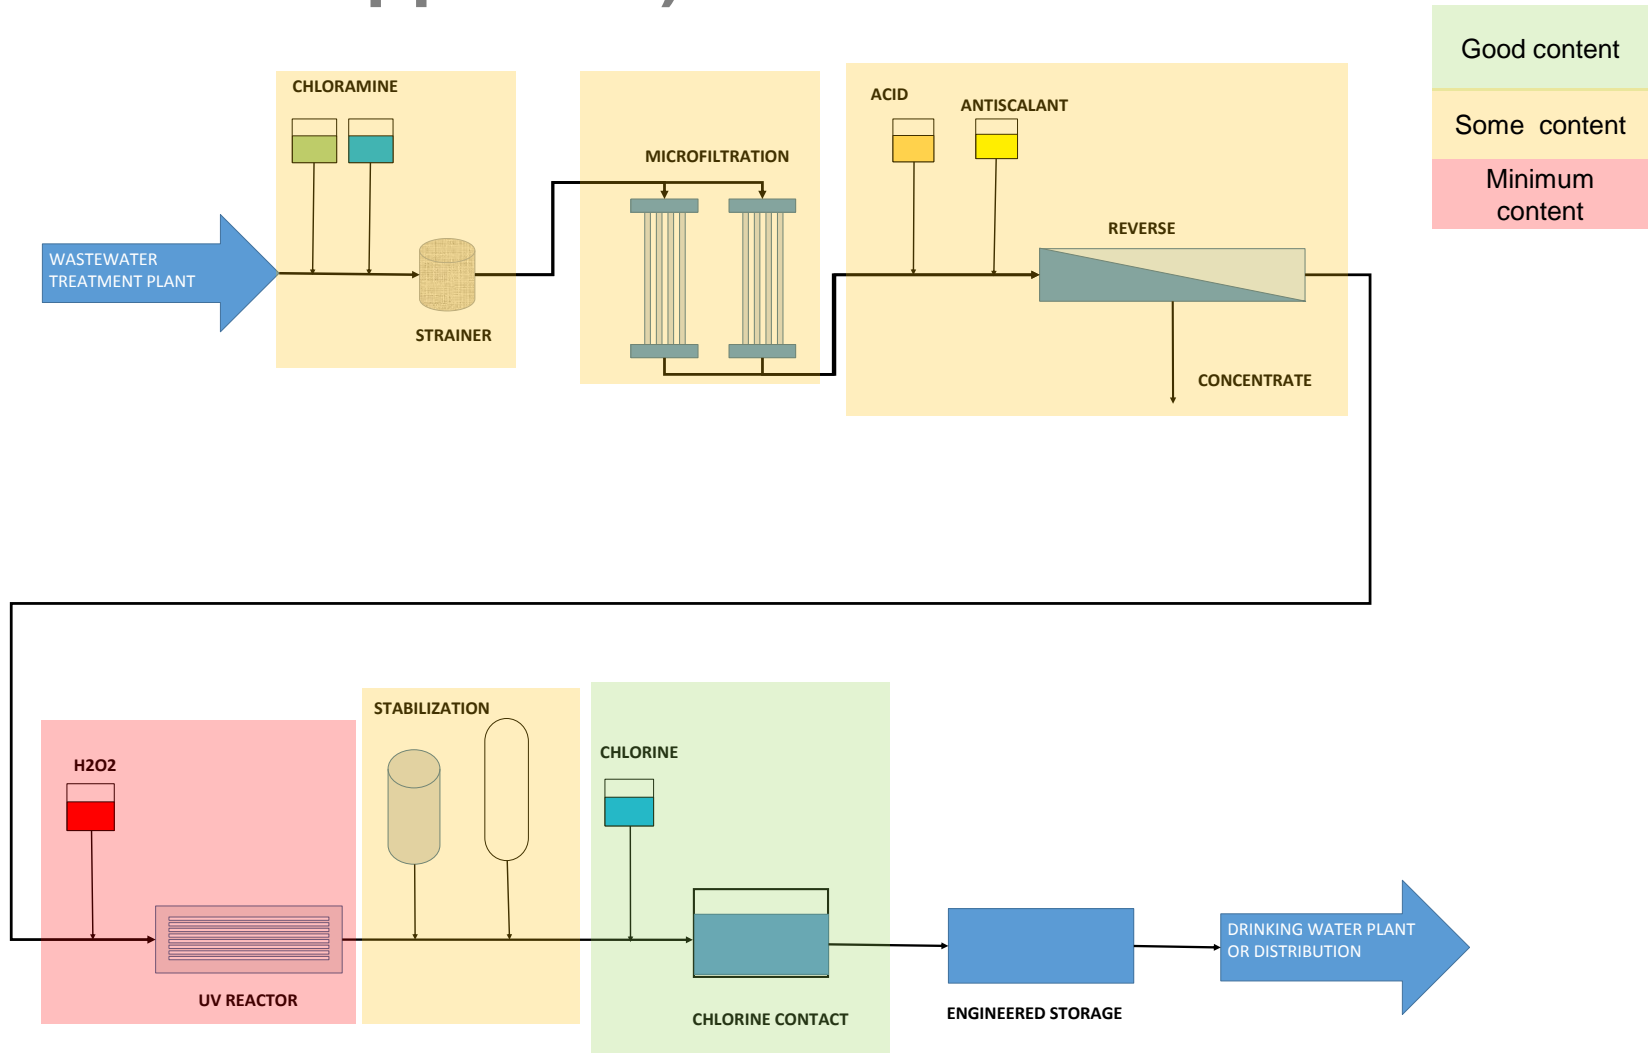 Good content
Some content
Minimum
content
CHLORAMINE
ACID
ANTISCALANT
MICROFILTRATION
REVERSE
WASTEWATER
TREATMENT PLANT
STRAINER
CONCENTRATE
STABILIZATION
H2O2
CHLORINE
DRINKING WATER PLANT
OR DISTRIBUTION
UV REACTOR
CHLORINE CONTACT
ENGINEERED STORAGE